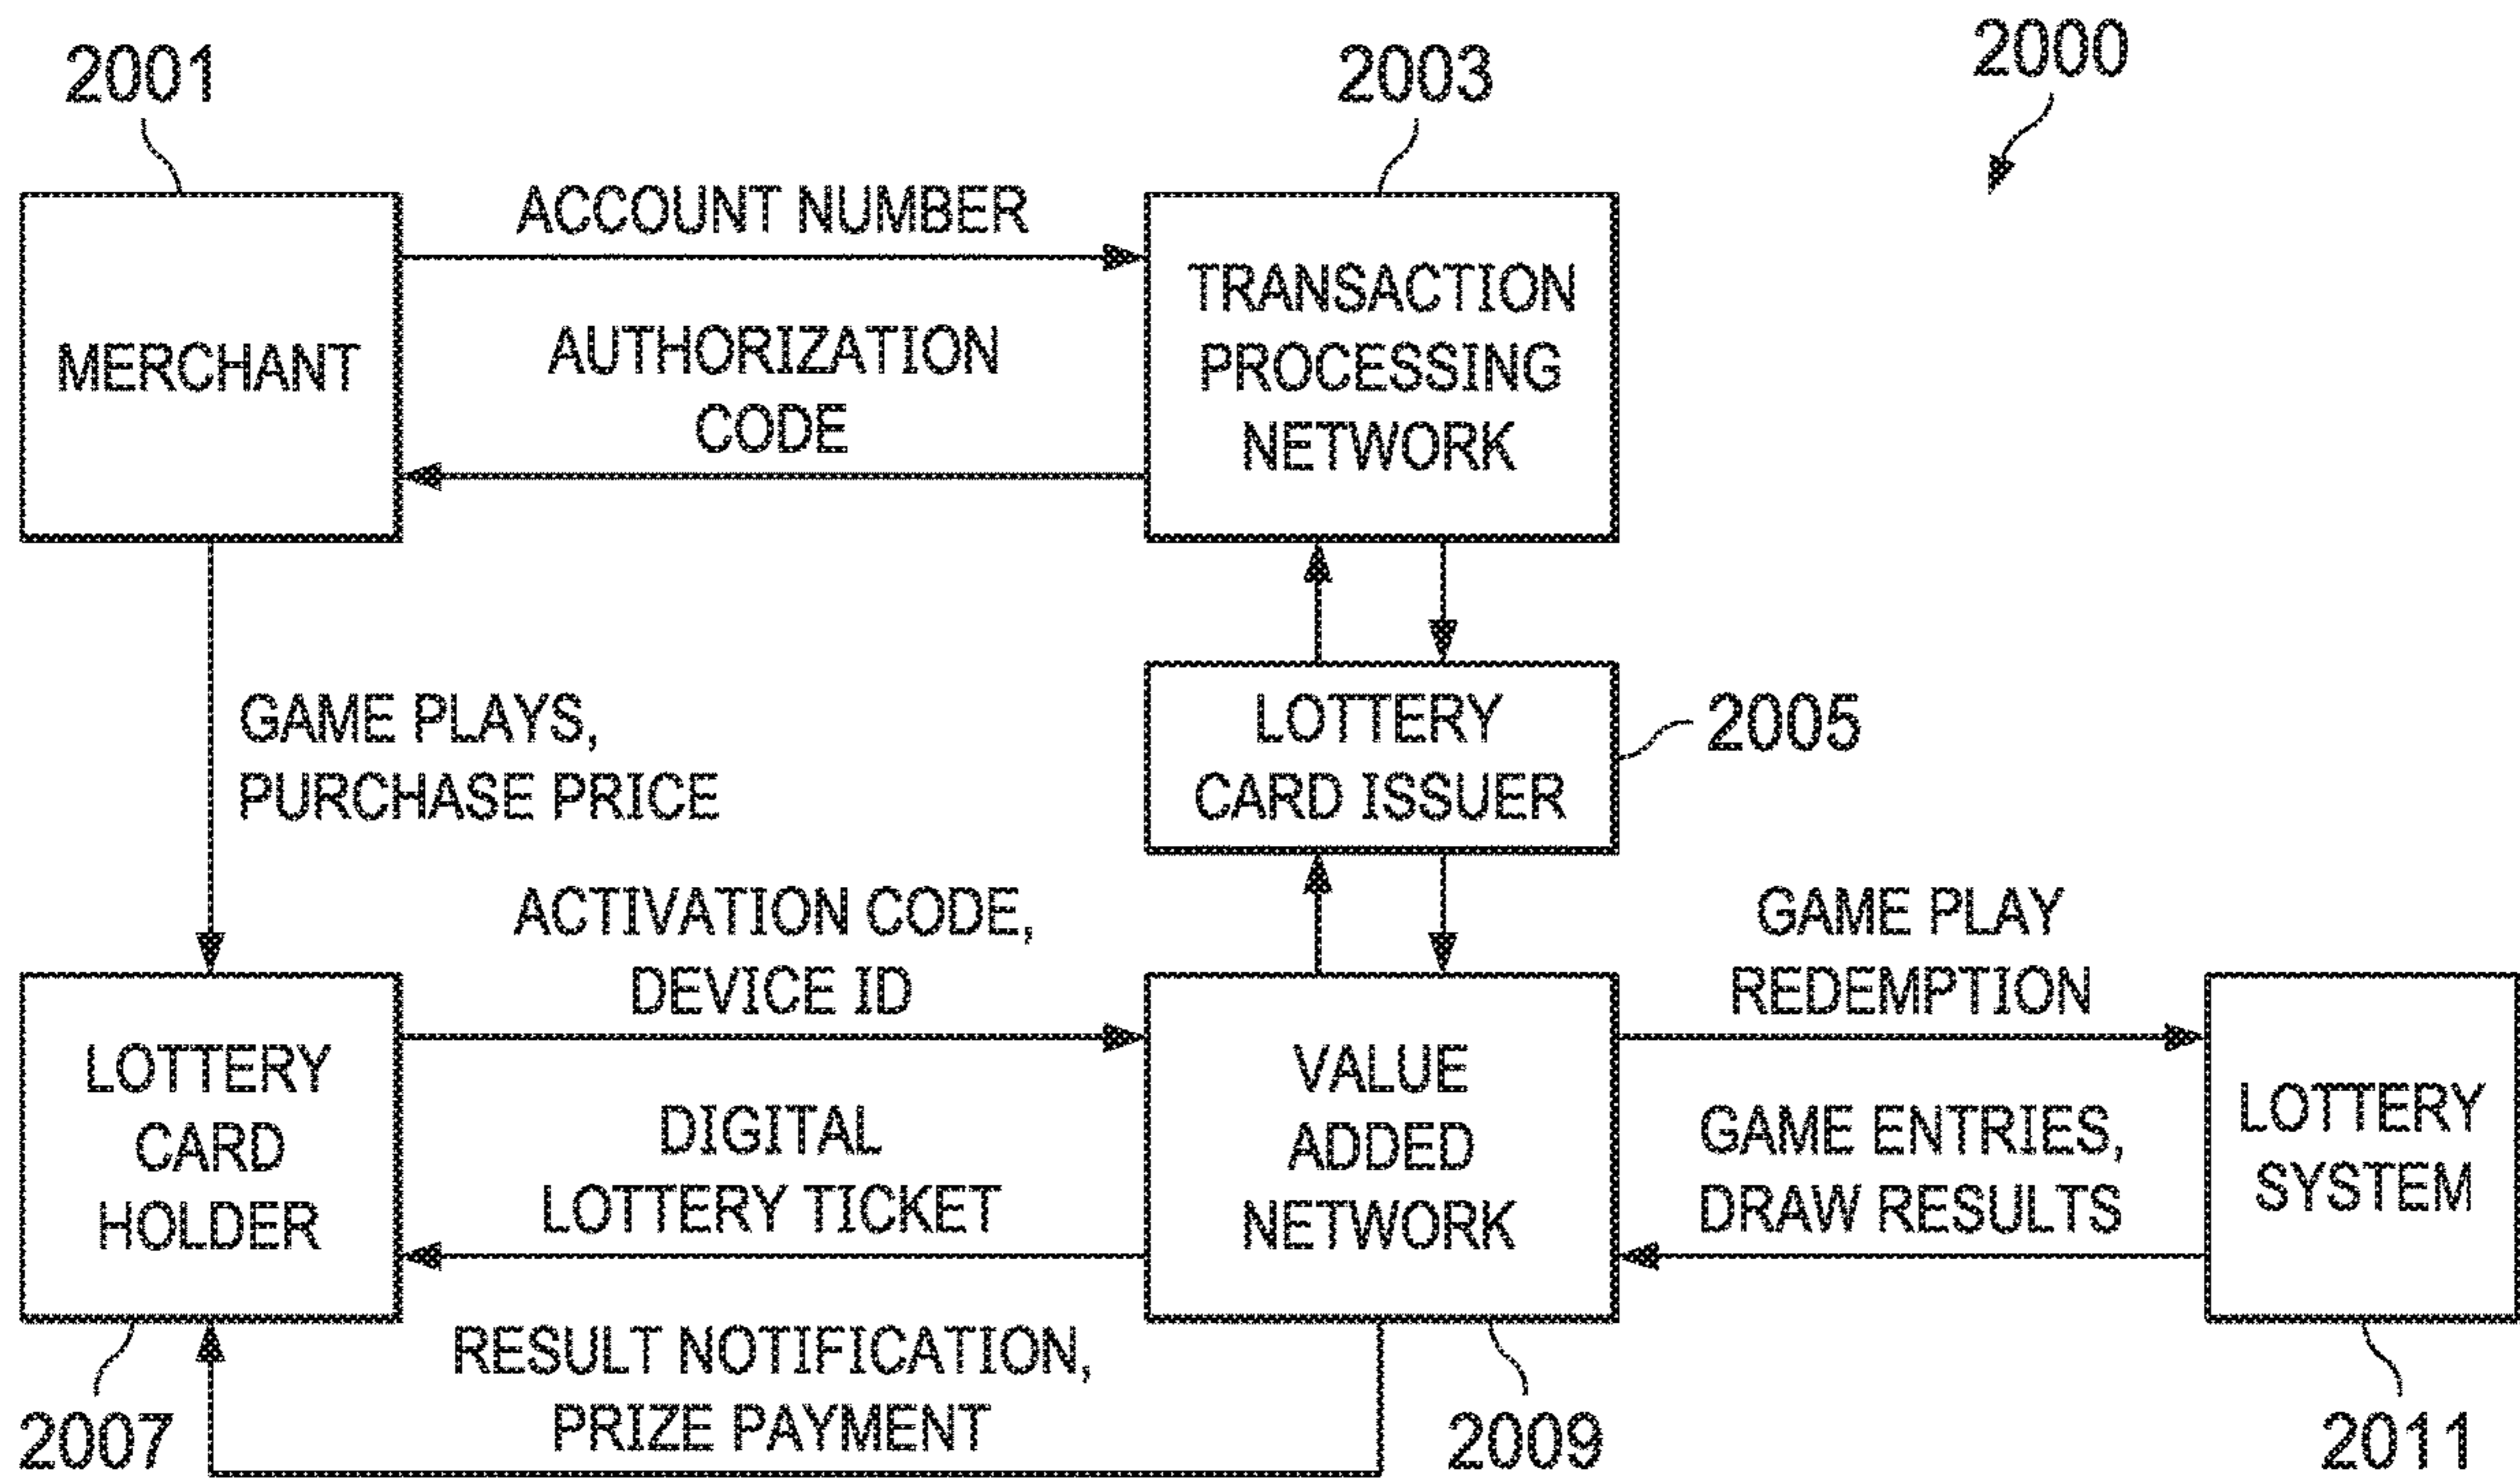 2001
2003
2000
ACCOUNT NUMBER
MERCHANT
AUTHORIZATION
CODE
TRANSACTION
PROCESSING
NETWORK
GAME PLAYS,
PURCHASE PRICE
LOTTERY
CARD ISSUER
2005
ACTIVATION CODE,
DEVICE ID
GAME PLAY
REDEMPTION
LOTTERY
CARD
HOLDER
DIGITAL
LOTTERY TICKET
VALUE
ADDED
NETWORK
GAME ENTRIES,
DRAW RESULTS
LOTTERY
SYSTEM
RESULT NOTIFICATION,
PRIZE PAYMENT
2007
2009
2011